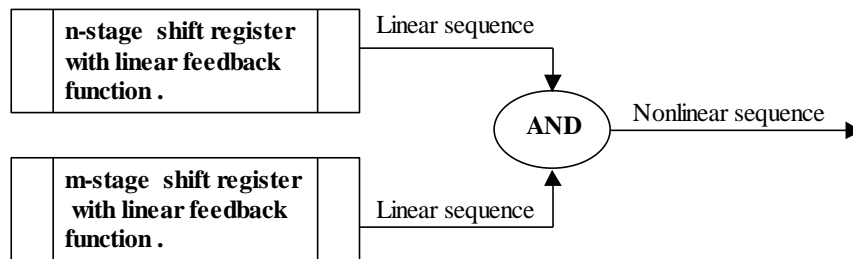 n-stage shift register
with linear feedback
function .
Linear sequence
AND
Nonlinear sequence
m-stage shift register
with linear feedback
function .
Linear sequence